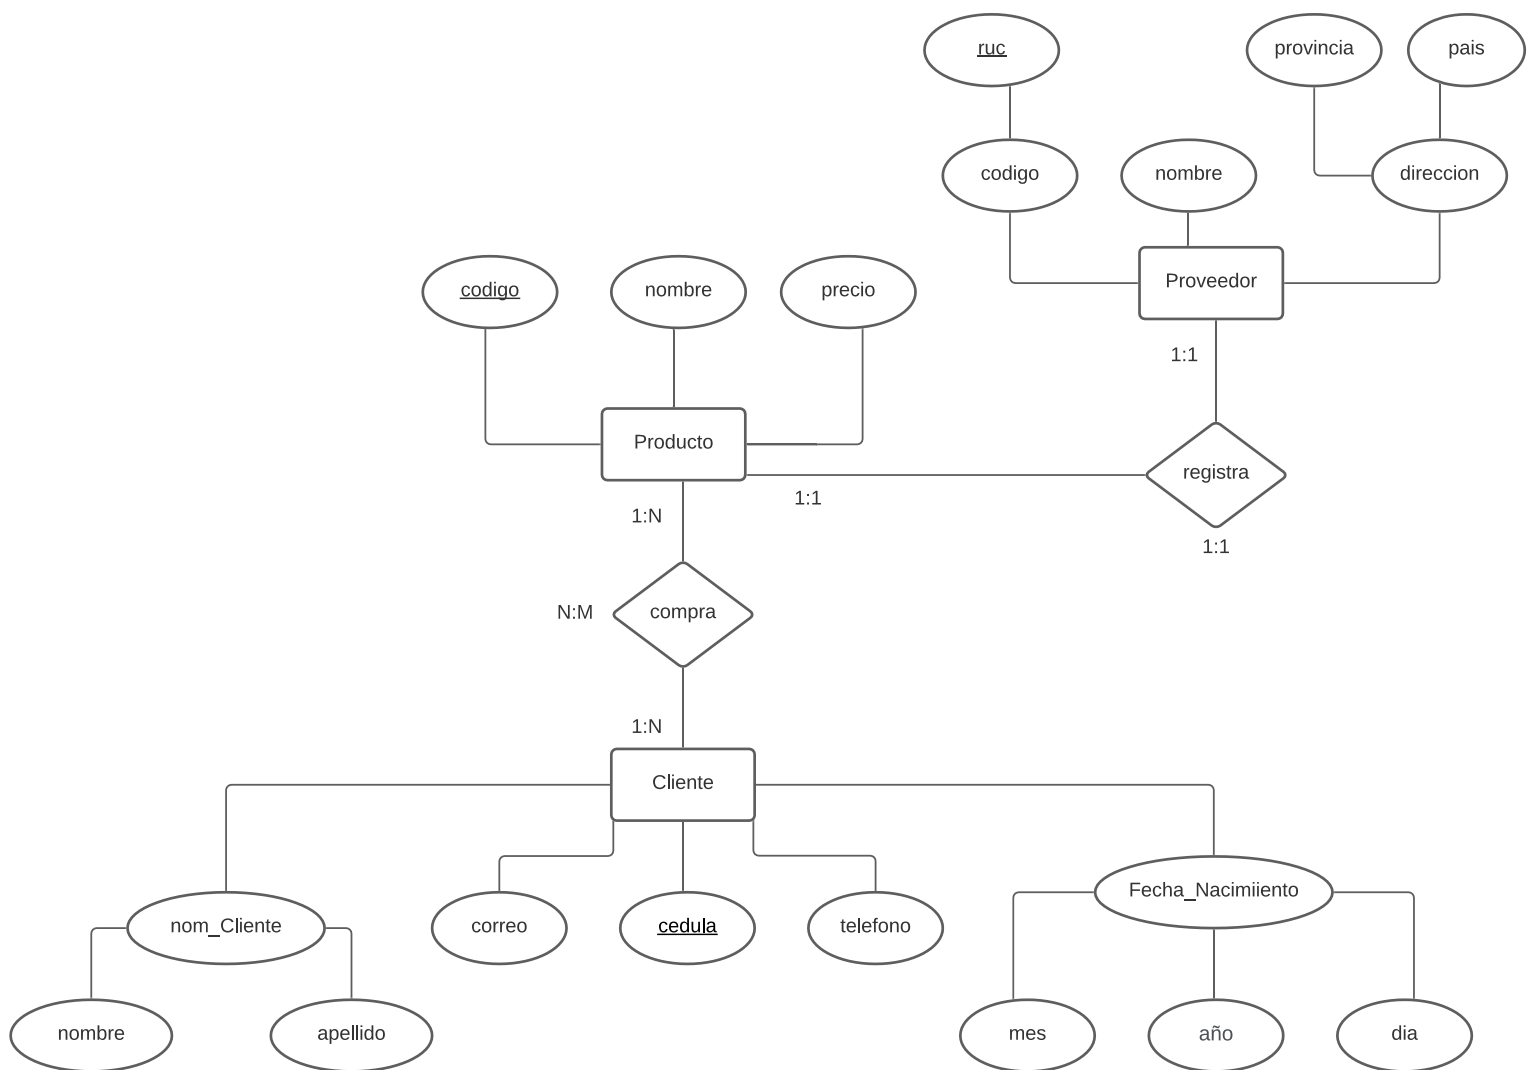 ruc
provincia
pais
codigo
nombre
direccion
Proveedor
codigo
nombre
precio
1:1
Producto
registra
1:1
1:N
1:1
compra
N:M
1:N
Cliente
Fecha_Nacimiiento
nom_Cliente
correo
cedula
telefono
nombre
apellido
mes
año
dia